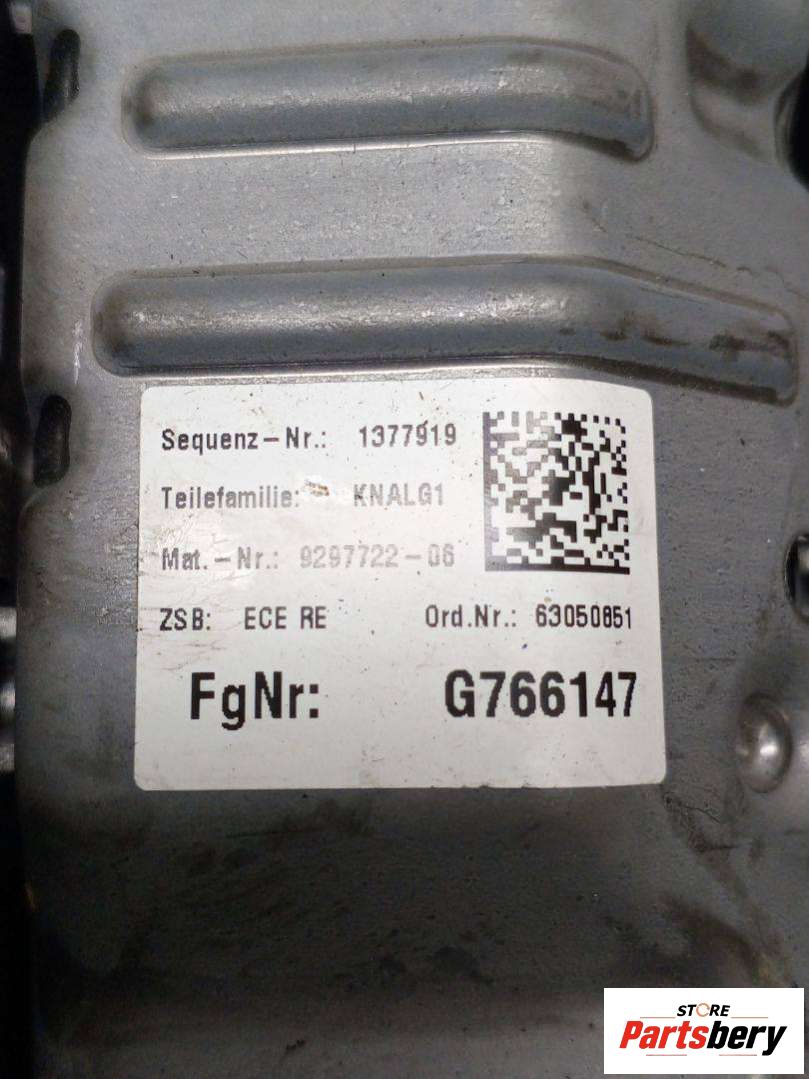 Sequenz-Nr.: 1377919
Teilefamilie: KNALG1
Mat.-Nr.: 9297722-06
ZSB: ECE RE Ord.Nr.: 63050851
FgNr: G766147
STORE
Partsbery